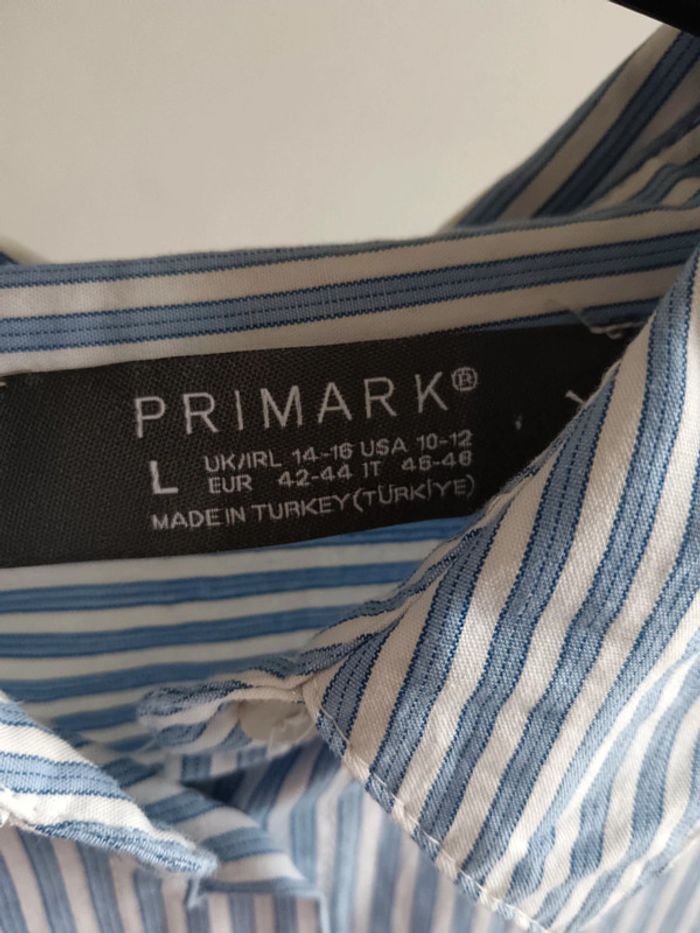 PRIMARK®
L UK/IRL 14-16 USA 10-12
EUR 42-44 IT 46-48
MADE IN TURKEY (TÜRKİYE)